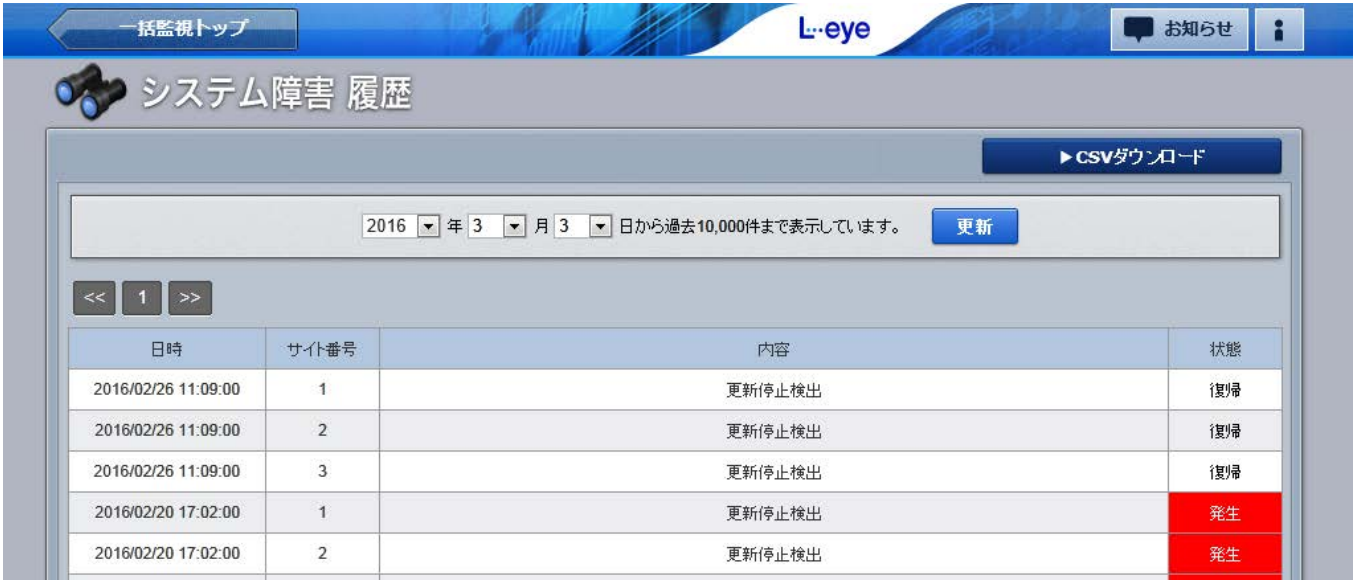 一括監視トップ L・・・eye お知らせ i
システム障害 履歴
▶CSVダウンロード
2016 年 3 月 3 日から過去10,000件まで表示しています。 更新
<< 1 >>
日時 サイト番号 内容 状態
2016/02/26 11:09:00 1 更新停止検出 復帰
2016/02/26 11:09:00 2 更新停止検出 復帰
2016/02/26 11:09:00 3 更新停止検出 復帰
2016/02/20 17:02:00 1 更新停止検出 発生
2016/02/20 17:02:00 2 更新停止検出 発生